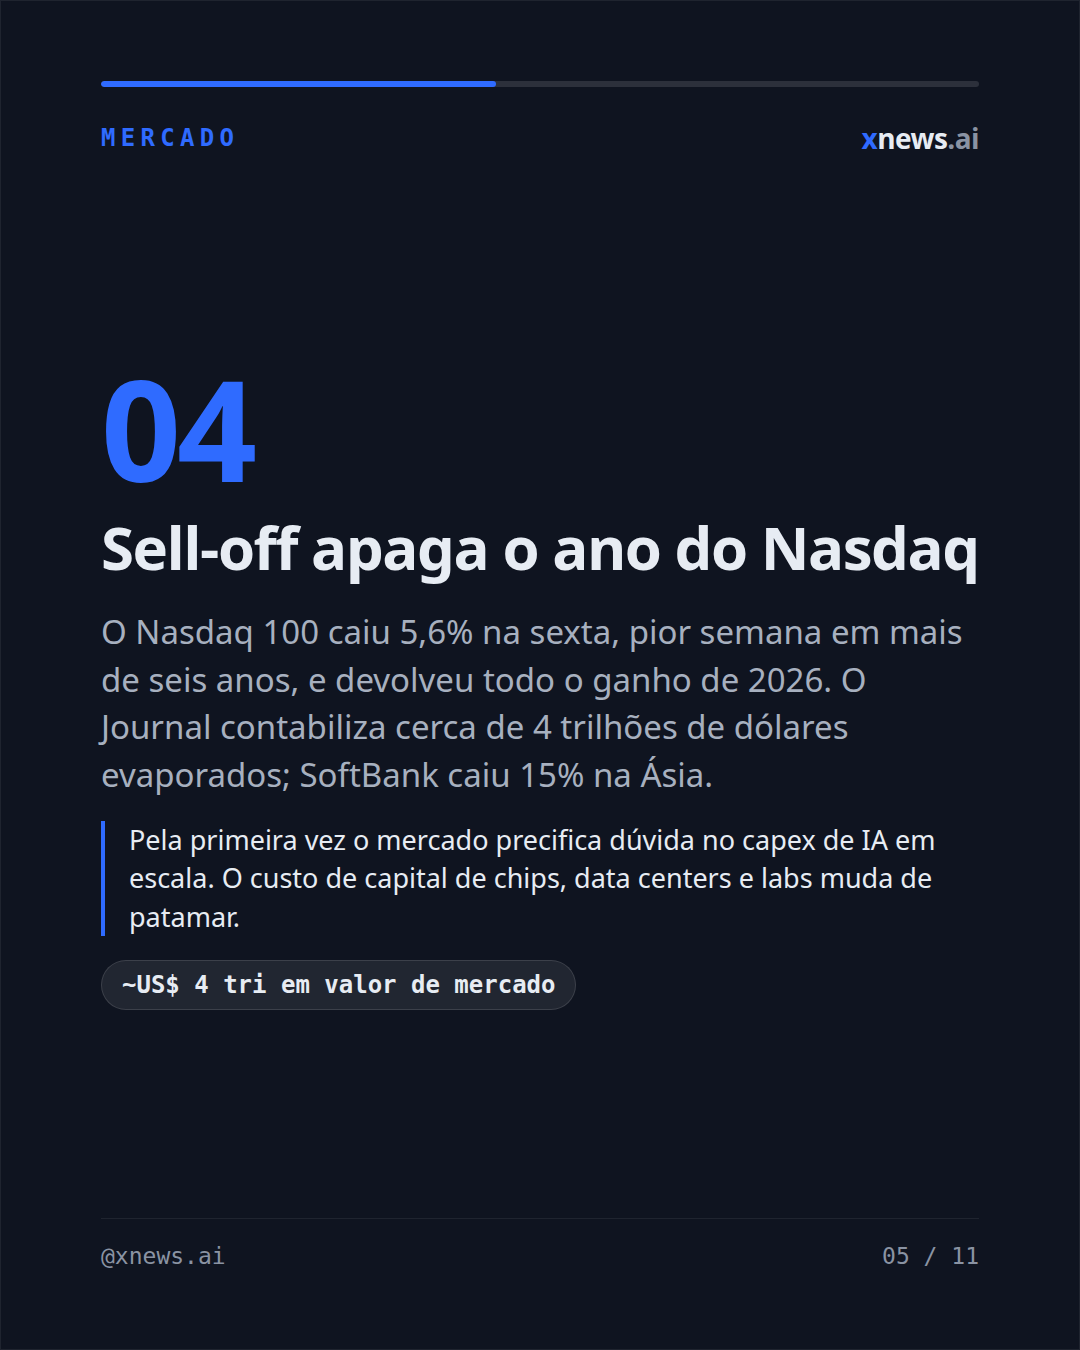 MERCADO
xnews.ai
04
Sell-off apaga o ano do Nasdaq
O Nasdaq 100 caiu 5,6% na sexta, pior semana em mais
de seis anos, e devolveu todo o ganho de 2026. O
Journal contabiliza cerca de 4 trilhões de dólares
evaporados; SoftBank caiu 15% na Ásia.
Pela primeira vez o mercado precifica dúvida no capex de IA em
escala. O custo de capital de chips, data centers e labs muda de
patamar.
~US$ 4 tri em valor de mercado
@xnews.ai
05 / 11